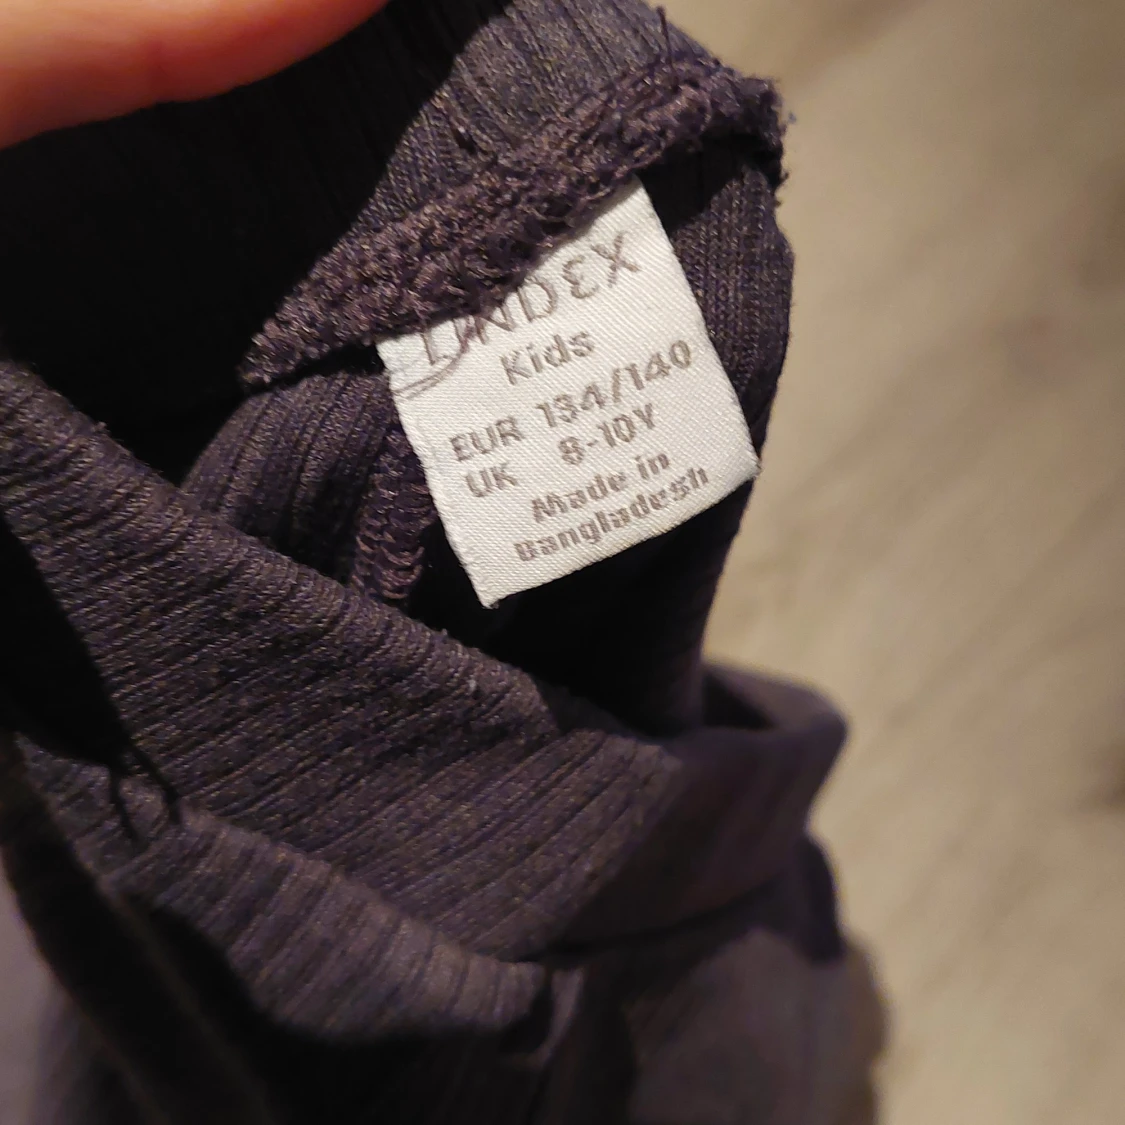 LINDEX
Kids
EUR 134/140
UK 8-10Y
Made in
Bangladesh